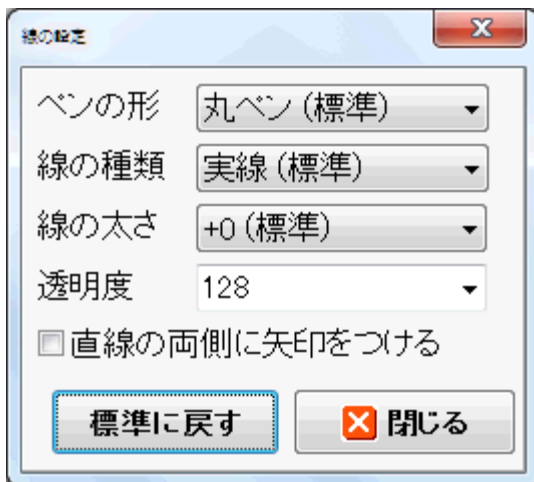 線の設定
ペンの形 丸ペン (標準)
線の種類 実線 (標準)
線の太さ +0 (標準)
透明度 128
直線の両側に矢印をつける
標準に戻す 閉じる